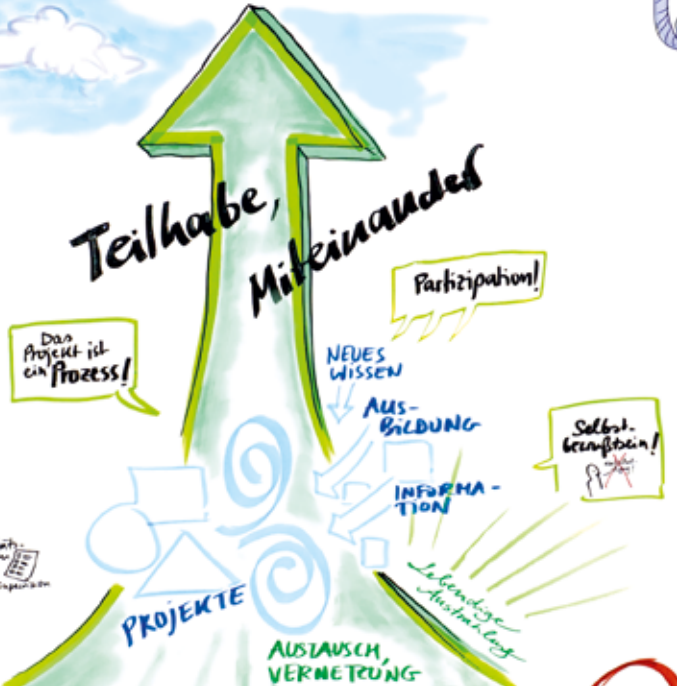 Teilhabe,
Miteinander
Partizipation!
Das
Projekt ist
ein Prozess!
NEUES
WISSEN
AUS-
BILDUNG
Selbst-
bewußtsein!
INFORMA-
TION
PROJEKTE
Lebendige
Ausstrahlung
AUSTAUSCH,
VERNETZUNG